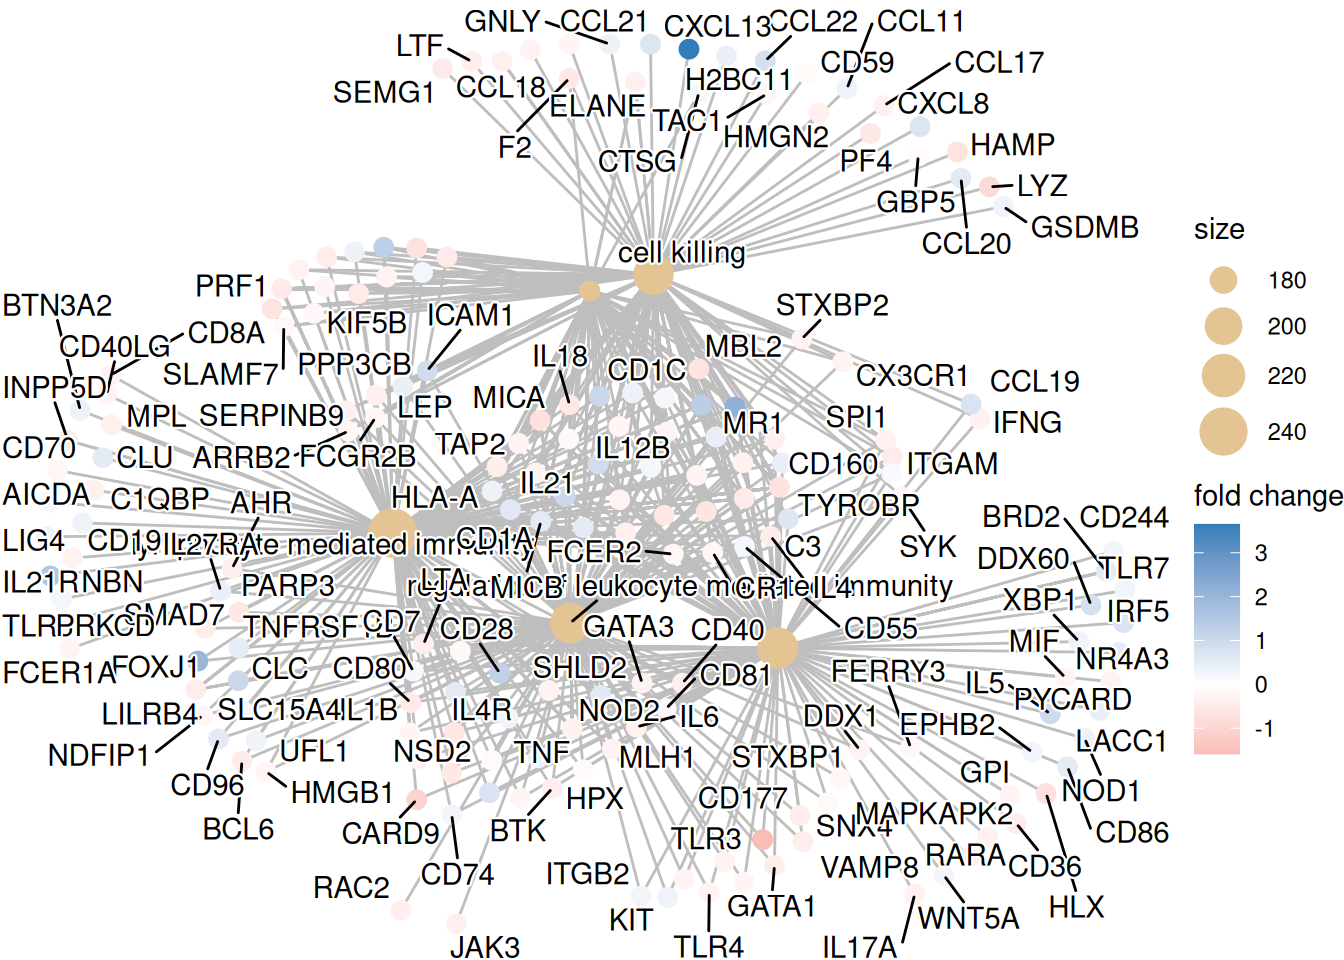 GNLY
CCL21
CXCL13
CCL22
CCL11
LTF
CD59
CCL17
SEMG1
CCL18
H2BC11
ELANE
TAC1
CXCL8
F2
CTSG
HMGN2
PF4
HAMP
LYZ
GBP5
GSDMB
CCL20
cell killing
PRF1
BTN3A2
KIF5B
ICAM1
STXBP2
CD40LG
CD8A
SLAMF7
PPP3CB
IL18
CD1C
MBL2
CX3CR1
CCL19
INPP5D
MPL
SERPINB9
LEP
MICA
MR1
SPI1
IFNG
CD70
CLU
ARRB2
FCGR2B
TAP2
IL12B
CD160
ITGAM
AICDA
C1QBP
AHR
HLA-A
IL21
TYROBP
BRD2
CD244
LIG4
CD19
IL27RA
mediated
CD1A
FCER2
C3
SYK
DDX60
TLR7
IL21R
NBN
PARP3
LTA
MICB
leukocyte
CR1
IL4
immunity
XBP1
IRF5
PRKCD
SMAD7
CD7
CD28
GATA3
CD40
CD55
MIF
NR4A3
FCER1A
FOXJ1
CLC
CD80
SHLD2
CD81
FERRY3
IL5
PYCARD
LILRB4
SLC15A4
IL1B
IL4R
NOD2
IL6
DDX1
EPHB2
LACC1
NDFIP1
UFL1
NSD2
TNF
MLH1
STXBP1
GPI
NOD1
CD96
HMGB1
HPX
CD177
MAPKAPK2
CD86
BCL6
CARD9
BTK
TLR3
SNX4
RARA
CD36
RAC2
CD74
ITGB2
VAMP8
HLX
KIT
GATA1
WNT5A
JAK3
TLR4
IL17A
size
180
200
220
240
fold change
3
2
1
0
-1